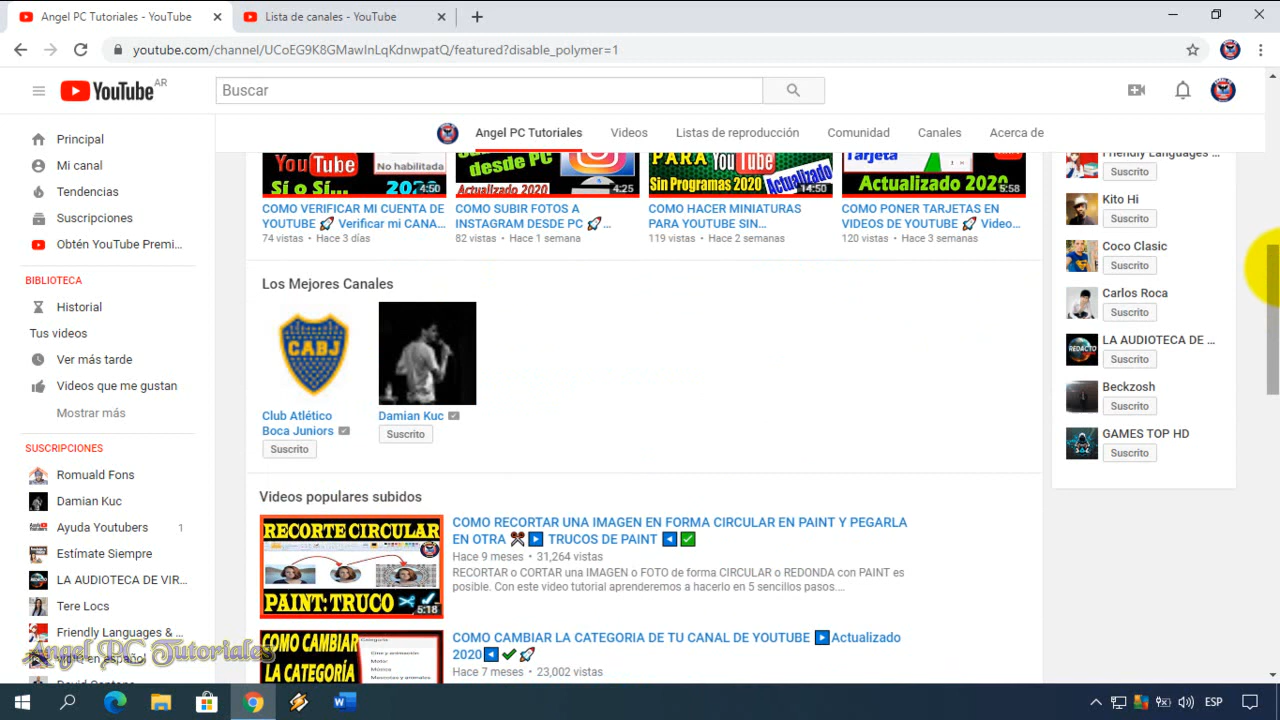 Angel PC Tutoriales - YouTube
Lista de canales - YouTube
youtube.com/channel/UCoEG9K8GMawInLqKdnwpatQ/featured?disable_polymer=1
YouTube AR
Buscar
Angel PC Tutoriales
Videos
Listas de reproducción
Comunidad
Canales
Acerca de
Principal
Mi canal
Tendencias
Suscripciones
Obtén YouTube Premi...
BIBLIOTECA
Historial
Tus videos
Ver más tarde
Videos que me gustan
Mostrar más
SUSCRIPCIONES
Romuald Fons
Damian Kuc
Ayuda Youtubers 1
Estímate Siempre
LA AUDIOTECA DE VIR...
Tere Locs
Friendly Languages & ...
Angel PC Tutoriales
YouTube
No habilitada
Sí o Sí...
2020
4:50
COMO VERIFICAR MI CUENTA DE
YOUTUBE 🚀 Verificar mi CANA...
74 vistas • Hace 3 días
desde PC
Actualizado 2020
4:25
COMO SUBIR FOTOS A
INSTAGRAM DESDE PC 🚀 ...
82 vistas • Hace 1 semana
PARA YouTube
Sin Programas 2020
Actualizado
14:50
COMO HACER MINIATURAS
PARA YOUTUBE SIN...
119 vistas • Hace 2 semanas
Tarjeta
Actualizado 2020
5:58
COMO PONER TARJETAS EN
VIDEOS DE YOUTUBE 🚀 Video...
120 vistas • Hace 3 semanas
Los Mejores Canales
CABJ
Club Atlético
Boca Juniors
Suscrito
Damian Kuc
Suscrito
Videos populares subidos
RECORTE CIRCULAR
PAINT: TRUCO
5:18
COMO RECORTAR UNA IMAGEN EN FORMA CIRCULAR EN PAINT Y PEGARLA
EN OTRA ✂️▶️ TRUCOS DE PAINT ◀️✅
Hace 9 meses • 31,264 vistas
RECORTAR o CORTAR una IMAGEN o FOTO de forma CIRCULAR o REDONDA con PAINT es
posible. Con este video tutorial aprenderemos a hacerlo en 5 sencillos pasos....
COMO CAMBIAR
LA CATEGORÍA
COMO CAMBIAR LA CATEGORIA DE TU CANAL DE YOUTUBE ▶️Actualizado
2020◀️✔️🚀
Hace 7 meses • 23,002 vistas
Friendly Languages ...
Suscrito
Kito Hi
Suscrito
Coco Clasic
Suscrito
Carlos Roca
Suscrito
LA AUDIOTECA DE ...
Suscrito
Beckzosh
Suscrito
GAMES TOP HD
Suscrito
ESP